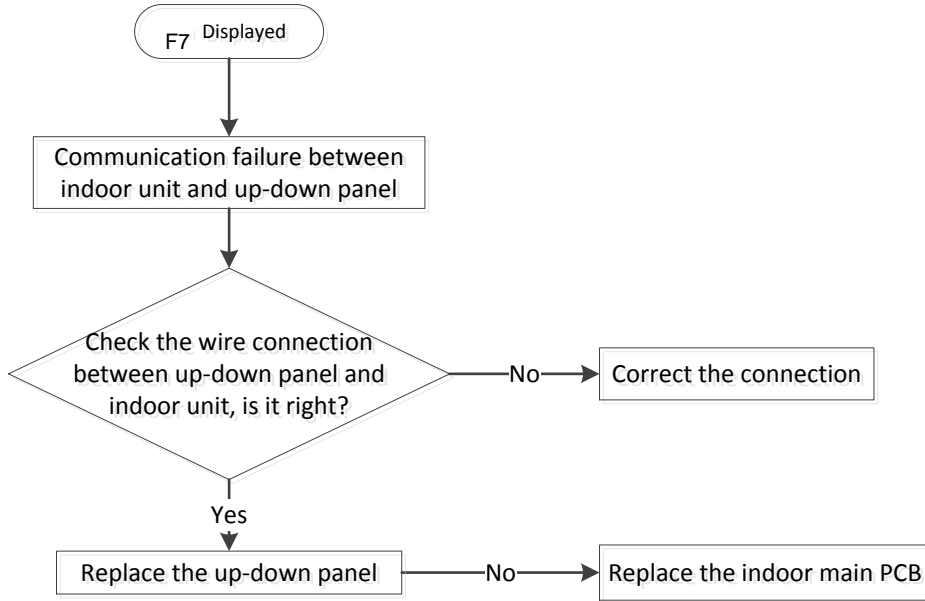 F7 Displayed
Communication failure between
indoor unit and up-down panel
Check the wire connection
between up-down panel and
indoor unit, is it right?
No
Correct the connection
Yes
Replace the up-down panel
No
Replace the indoor main PCB